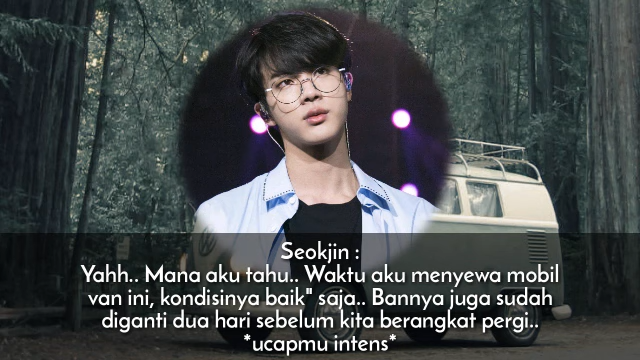 Seokjin :
Yahh.. Mana aku tahu.. Waktu aku menyewa mobil
van ini, kondisinya baik" saja.. Bannya juga sudah
diganti dua hari sebelum kita berangkat pergi..
*ucapmu intens*